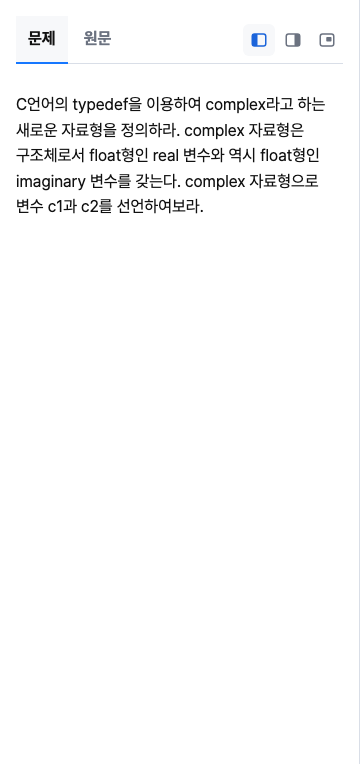 문제 원문
C언어의 typedef을 이용하여 complex라고 하는
새로운 자료형을 정의하라. complex 자료형은
구조체로서 float형인 real 변수와 역시 float형인
imaginary 변수를 갖는다. complex 자료형으로
변수 c1과 c2를 선언하여보라.